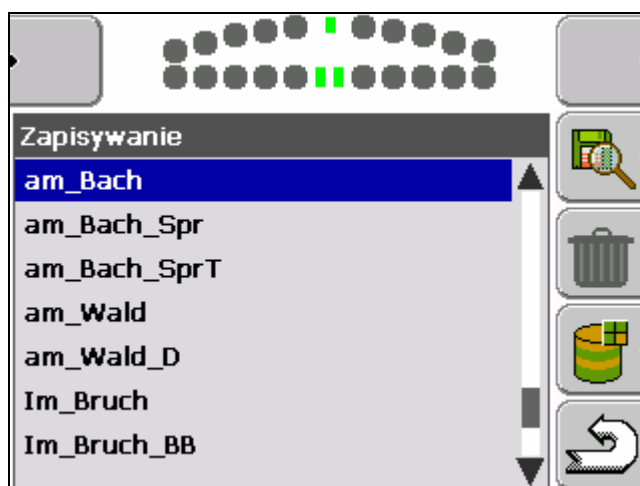 Zapisywanie
am_Bach
am_Bach_Spr
am_Bach_SprT
am_Wald
am_Wald_D
Im_Bruch
Im_Bruch_BB